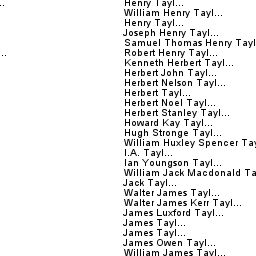 ..
Henry Tayl...
William Henry Tayl...
Henry Tayl...
Joseph Henry Tayl...
Samuel Thomas Henry Tayl
..
Robert Henry Tayl...
Kenneth Herbert Tayl...
Herbert John Tayl...
Herbert Nelson Tayl...
Herbert Tayl...
Herbert Noel Tayl...
Herbert Stanley Tayl...
Howard Kay Tayl...
Hugh Stronge Tayl...
William Huxley Spencer Tay
I.A. Tayl...
Ian Youngson Tayl...
William Jack Macdonald Ta
Jack Tayl...
Walter James Tayl...
Walter James Kerr Tayl...
James Luxford Tayl...
James Tayl...
James Tayl...
James Owen Tayl...
William James Tayl...